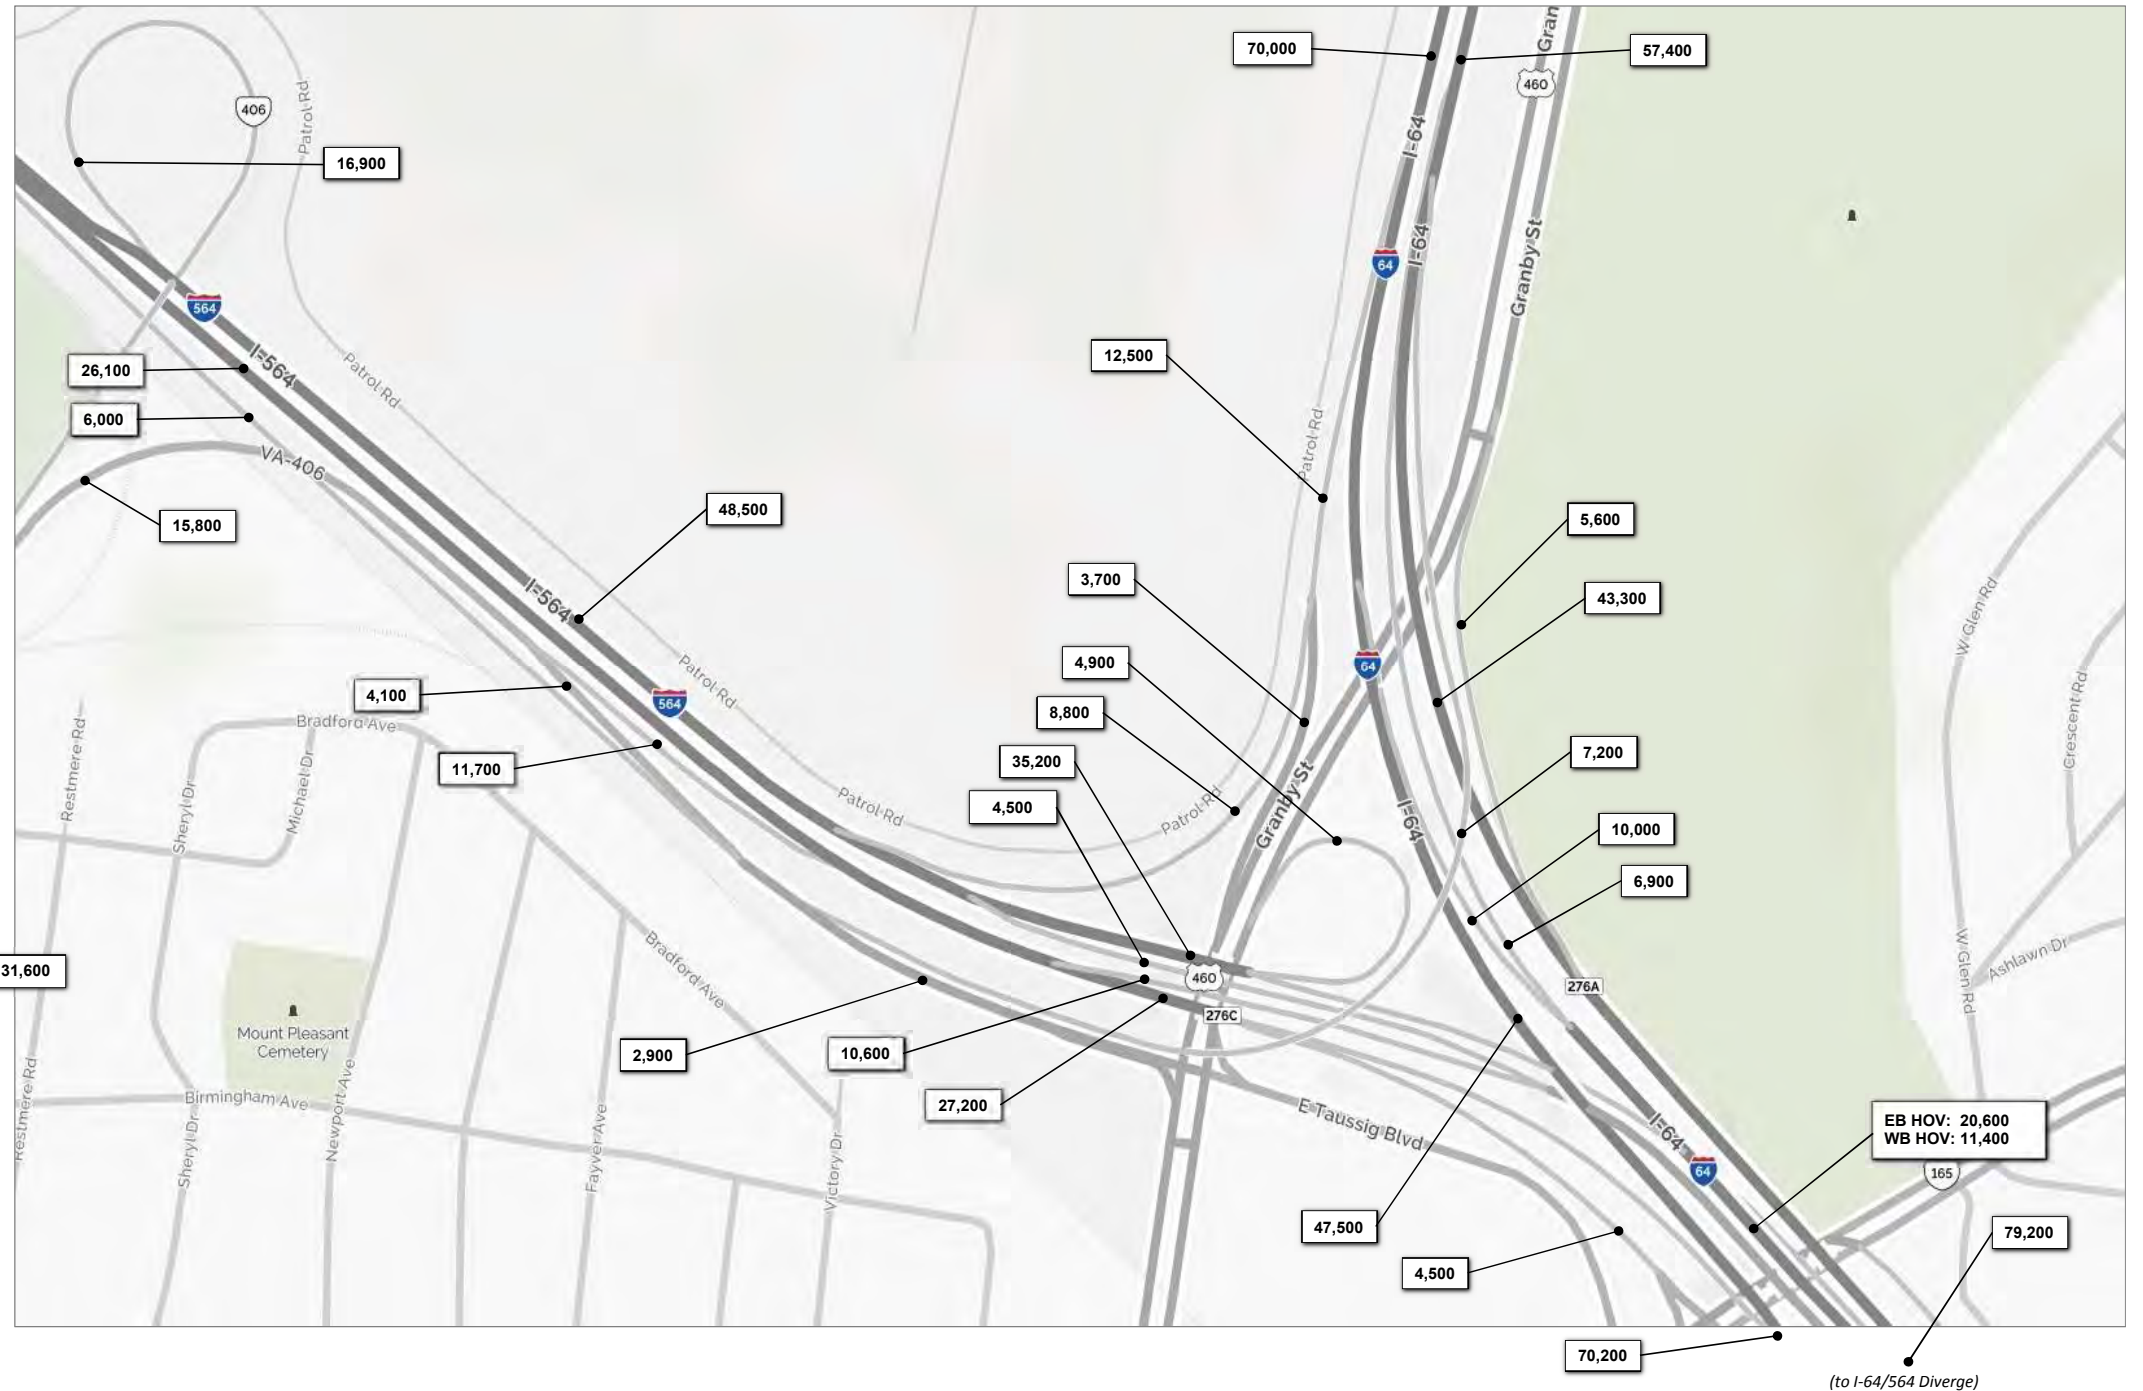 Gran
70,000
57,400
460
406
Patrol Rd
I-64
16,900
I-64
Granby St
64
564
I-564
12,500
26,100
Patrol Rd
6,000
Patrol Rd
VA-406
15,800
48,500
5,600
3,700
I-564
43,300
W Glen Rd
4,900
64
Patrol Rd
4,100
564
8,800
Crescent Rd
Bradford Ave
Restmere Rd
7,200
11,700
35,200
Michael Dr
Sheryl Dr
4,500
Patrol Rd
Patrol Rd
Granby St
I-64
10,000
6,900
31,600
Bradford Ave
W Glen Rd
Ashlawn Dr
460
276A
276C
Mount Pleasant
Cemetery
2,900
10,600
Restmere Rd
Birmingham Ave
Newport Ave
27,200
E Taussig Blvd
I-64
EB HOV: 20,600
WB HOV: 11,400
Sheryl Dr
Fayver Ave
Victory Dr
64
165
47,500
79,200
4,500
70,200
(to I-64/564 Diverge)